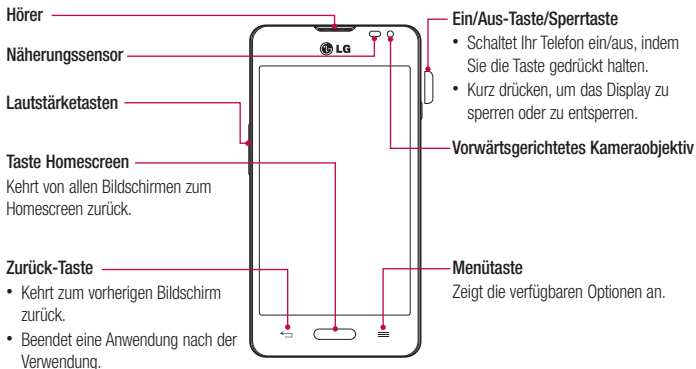 Hörer
Näherungssensor
Lautstärketasten
Taste Homescreen
Kehrt von allen Bildschirmen zum
Homescreen zurück.
Zurück-Taste
• Kehrt zum vorherigen Bildschirm
zurück.
• Beendet eine Anwendung nach der
Verwendung.
LG
Ein/Aus-Taste/Sperrtaste
• Schaltet Ihr Telefon ein/aus, indem
Sie die Taste gedrückt halten.
• Kurz drücken, um das Display zu
sperren oder zu entsperren.
Vorwärtsgerichtetes Kameraobjektiv
Menütaste
Zeigt die verfügbaren Optionen an.